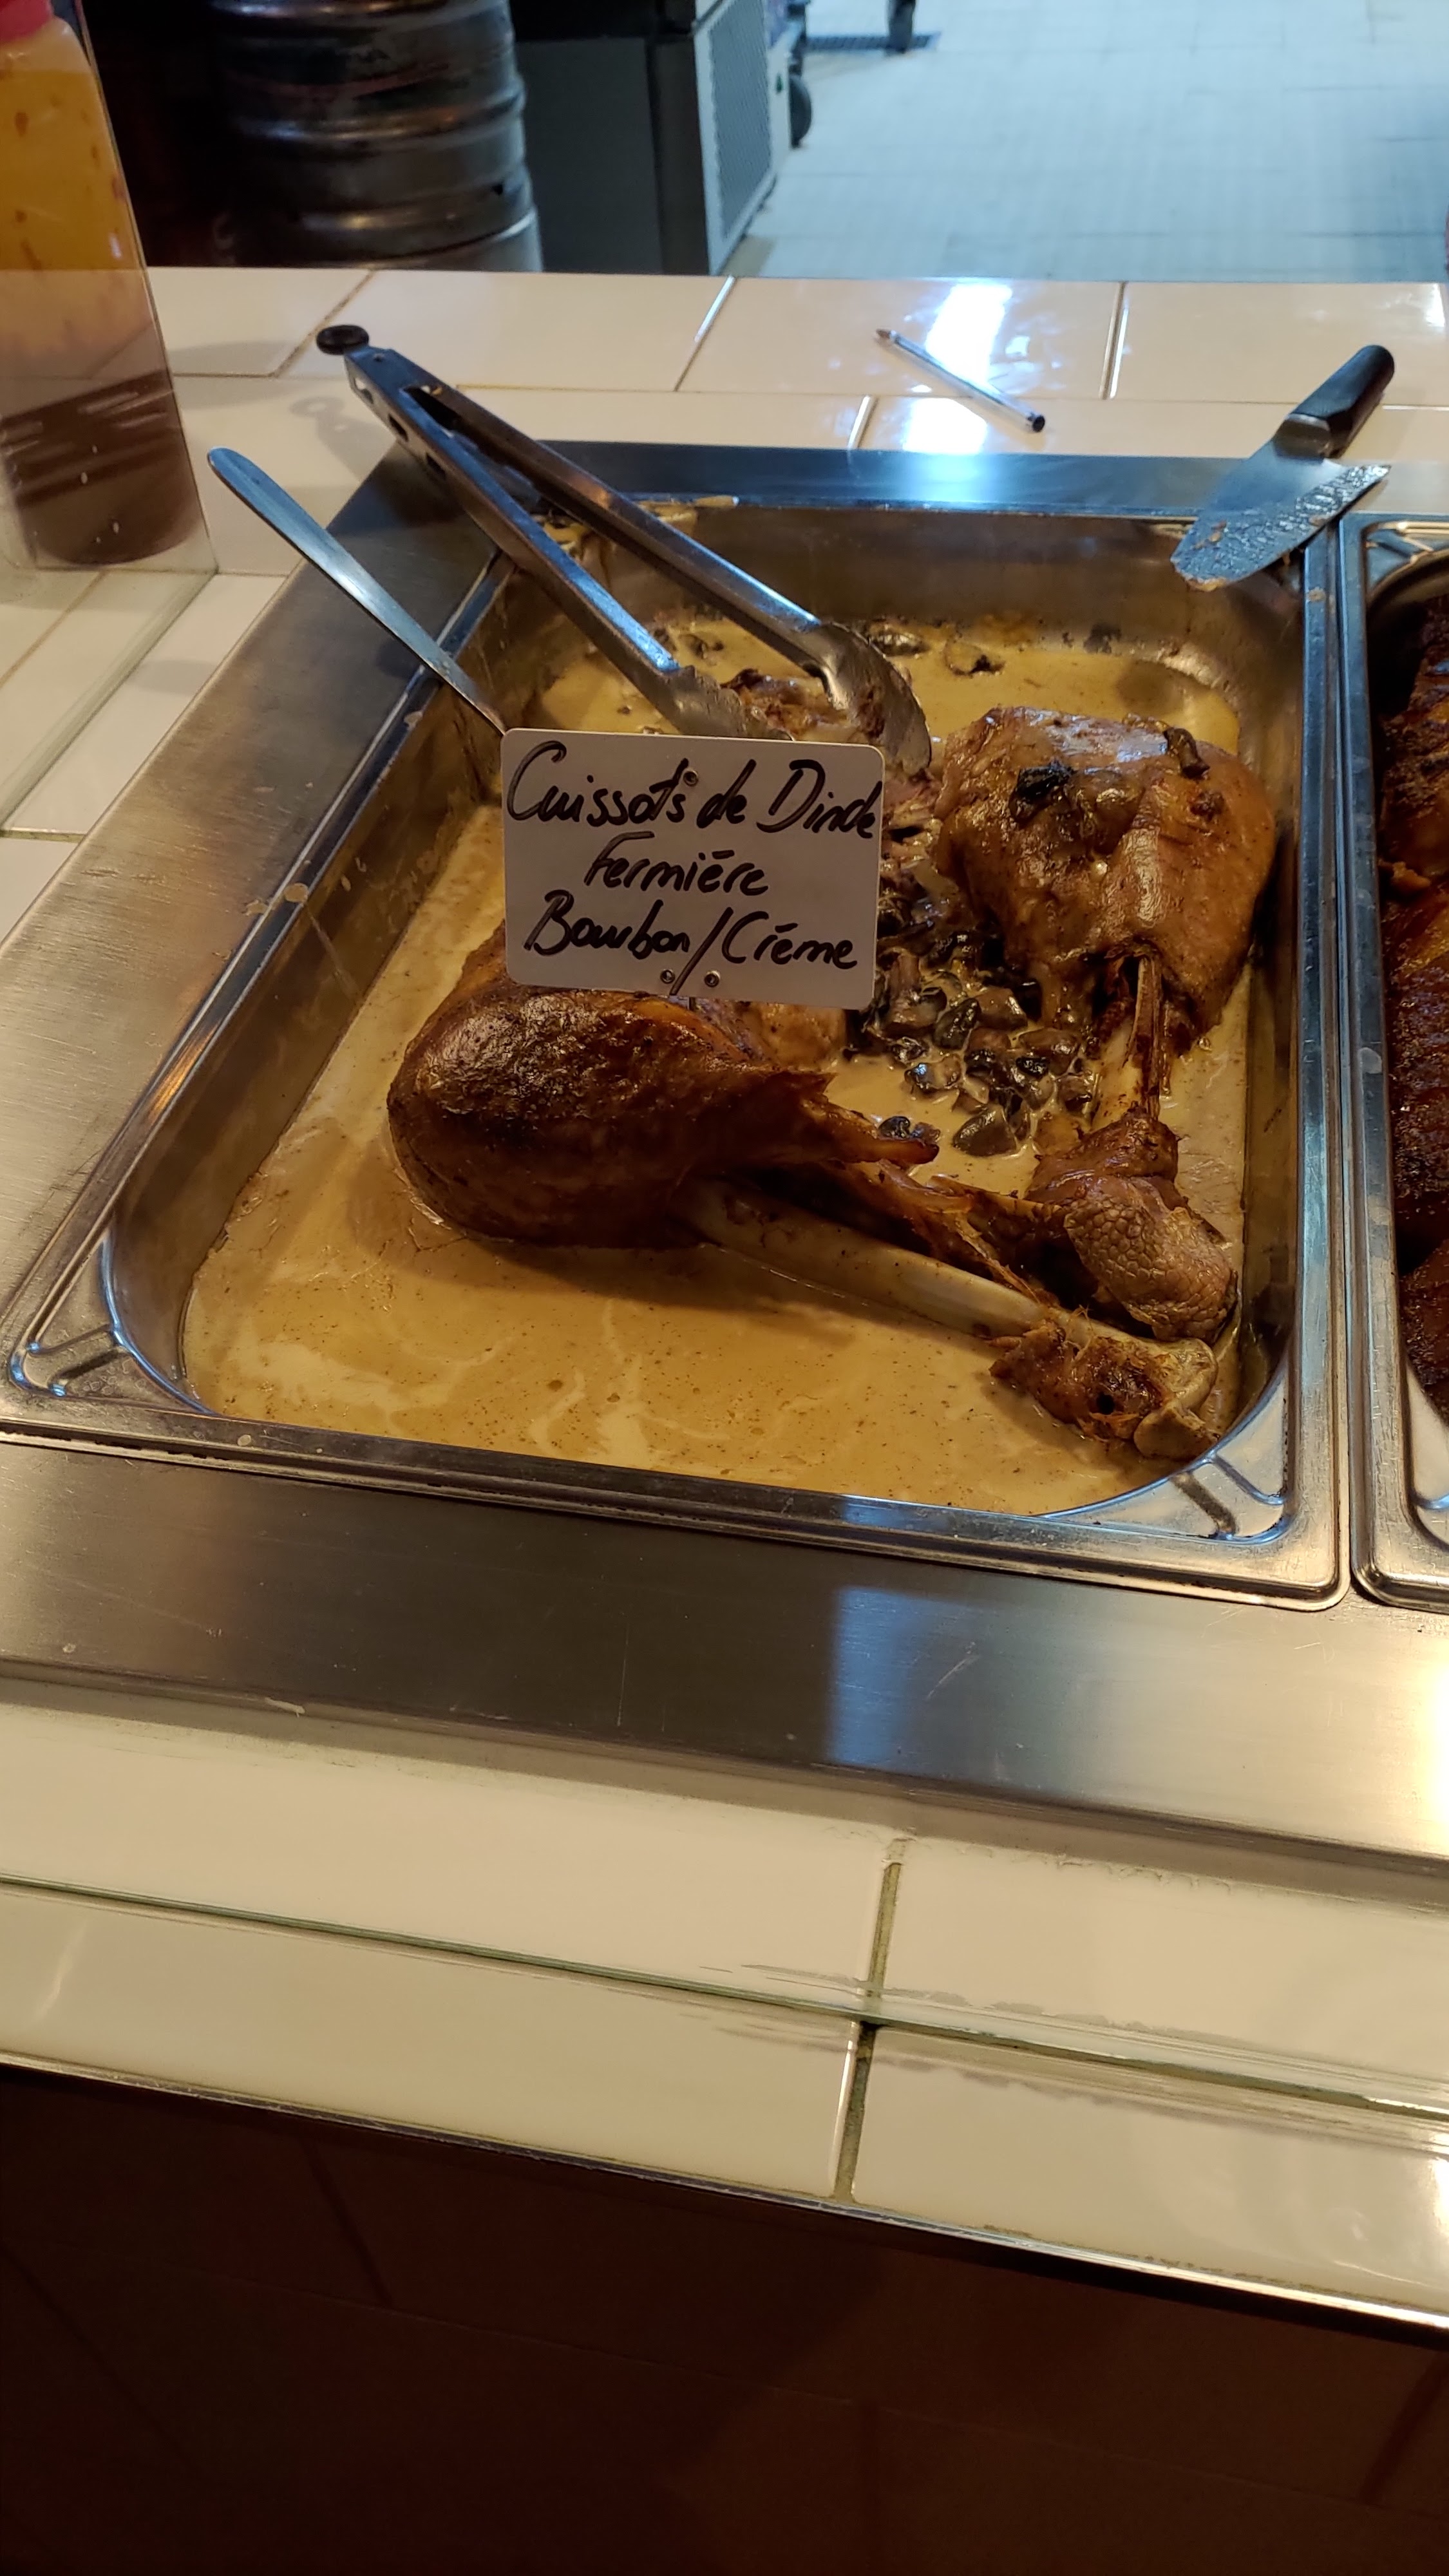 Cuissots de Dinde
Fermière
Bourbon/Crème